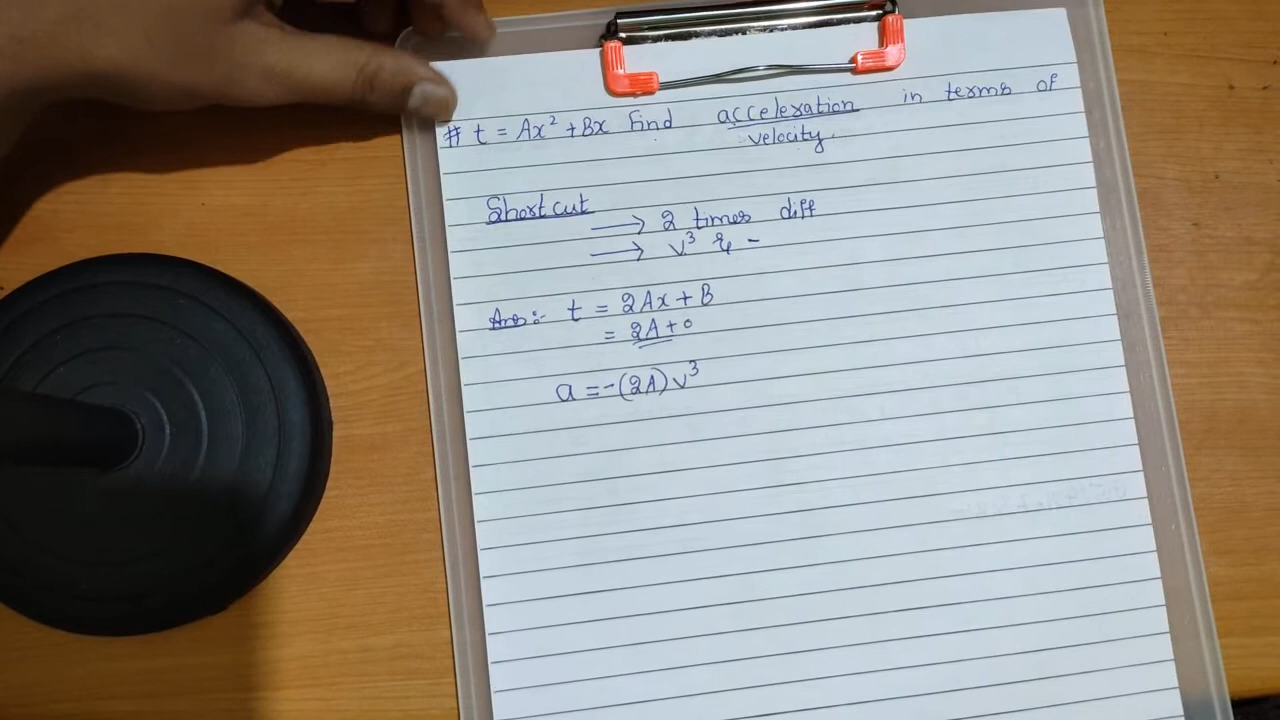 # t = Ax² + Bx Find acceleration in terms of
velocity.
Shortcut
→ 2 times diff
→ v³ & -
Ans:- t = 2Ax + B
= 2A + 0
a = -(2A) v³